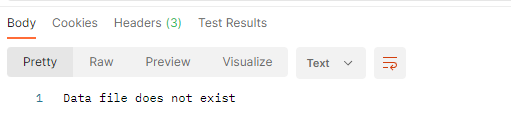 Body Cookies Headers (3) Test Results
Pretty Raw Preview Visualize Text
1 Data file does not exist